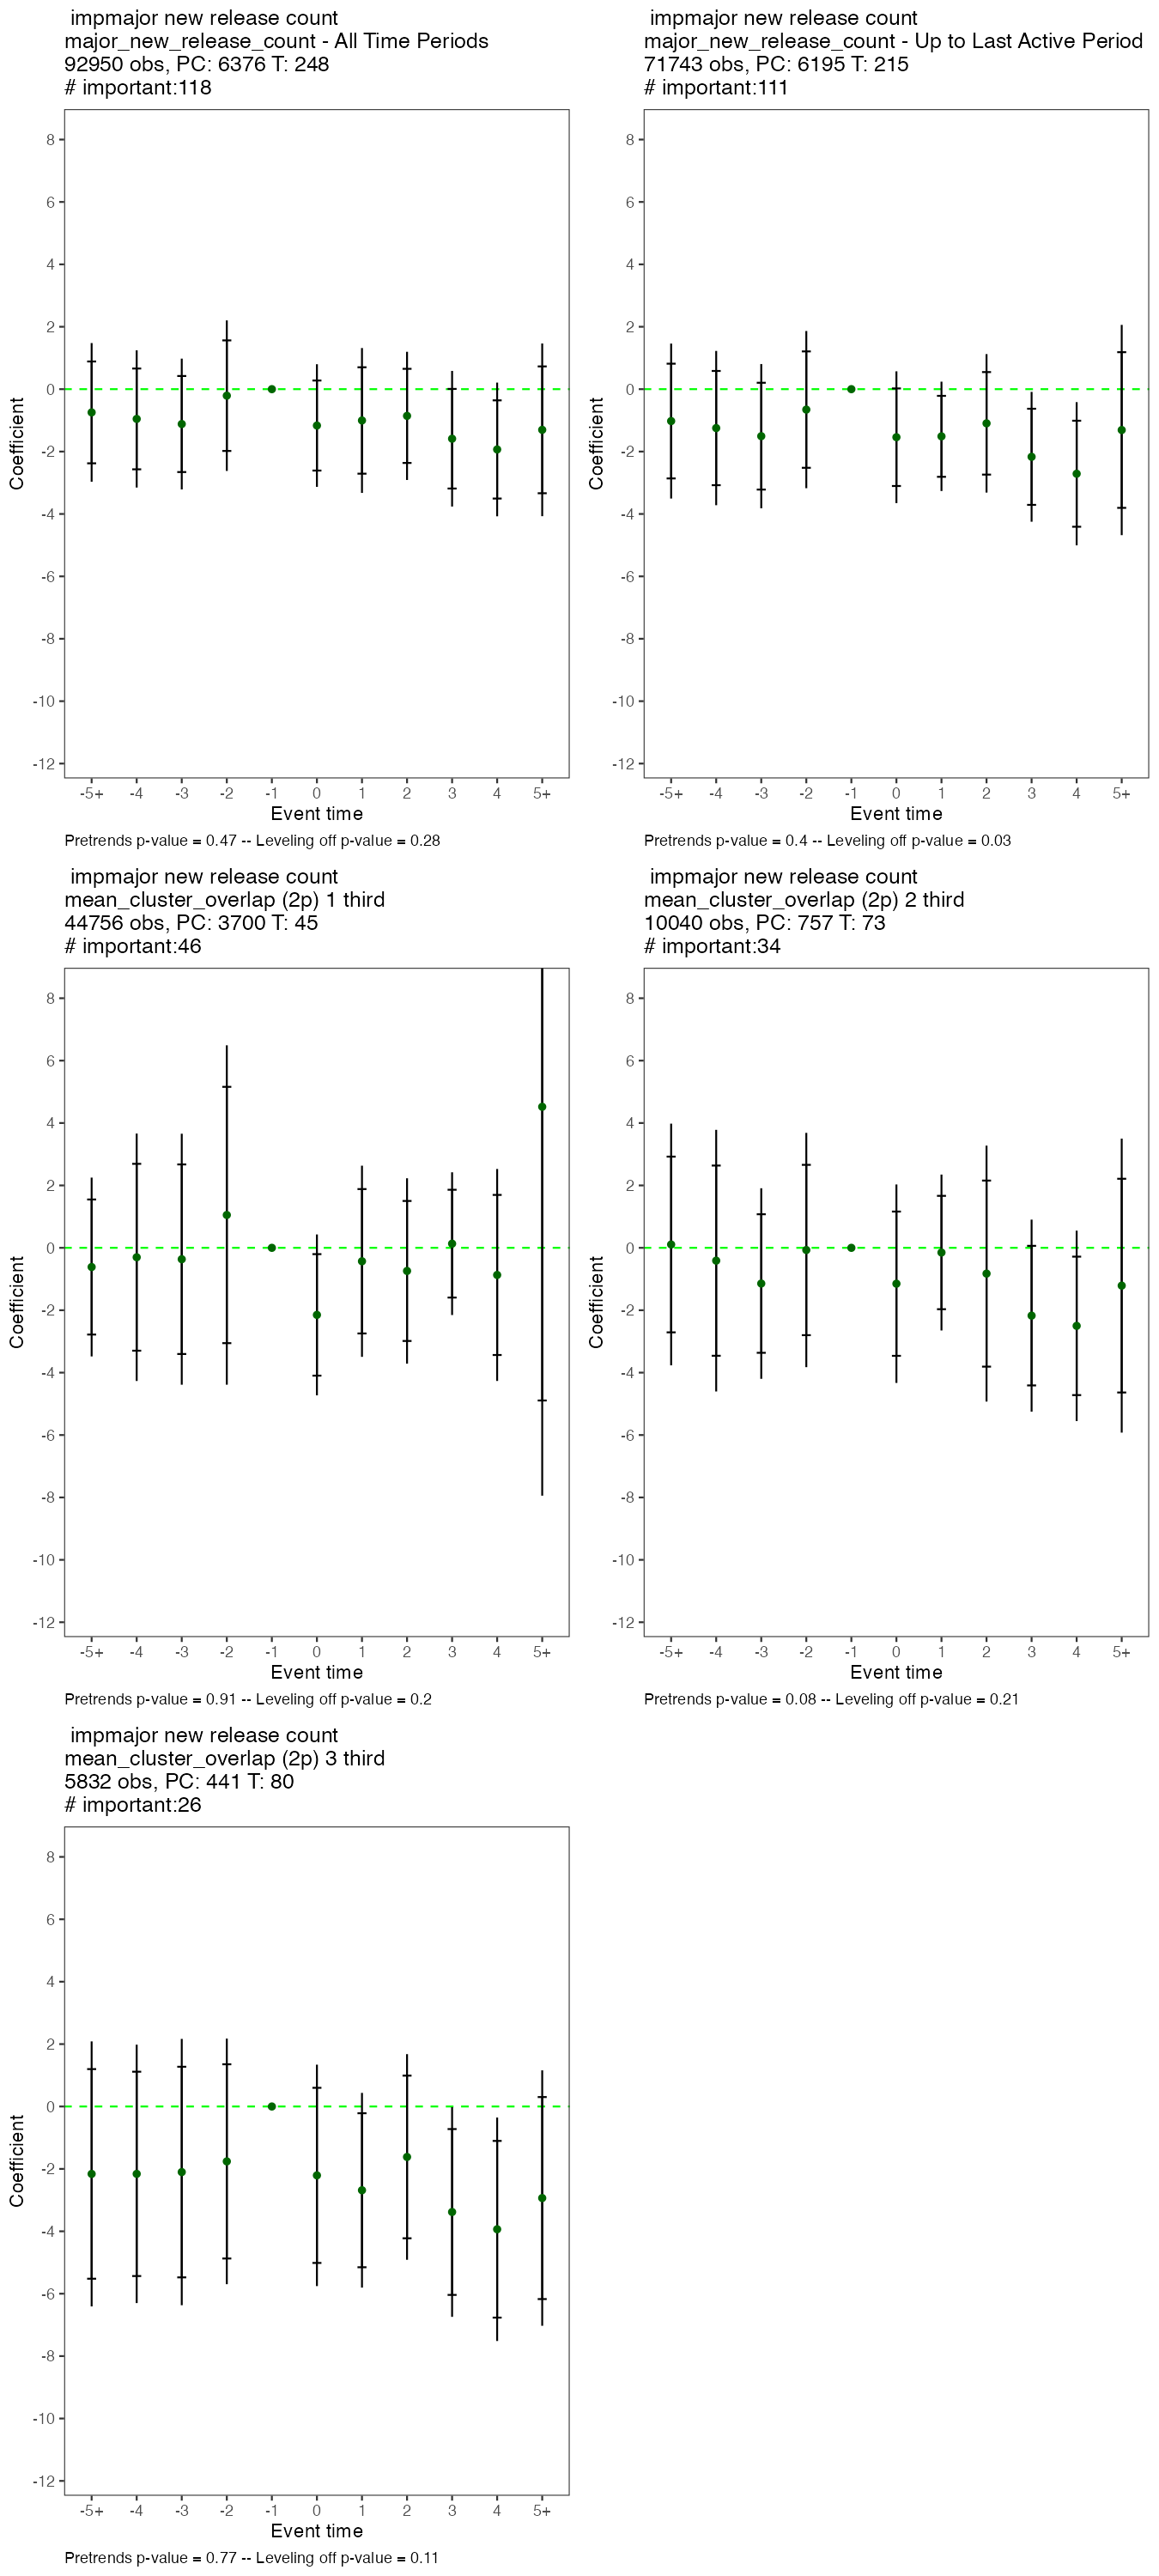 impmajor new release count
major_new_release_count - All Time Periods
92950 obs, PC: 6376 T: 248
# important:118
8
6
4
2
0
-2
-4
-6
-8
-10
-12
Coefficient
-5+ -4 -3 -2 -1 0 1 2 3 4 5+
Event time
Pretrends p-value = 0.47 -- Leveling off p-value = 0.28
impmajor new release count
major_new_release_count - Up to Last Active Period
71743 obs, PC: 6195 T: 215
# important:111
8
6
4
2
0
-2
-4
-6
-8
-10
-12
Coefficient
-5+ -4 -3 -2 -1 0 1 2 3 4 5+
Event time
Pretrends p-value = 0.4 -- Leveling off p-value = 0.03
impmajor new release count
mean_cluster_overlap (2p) 1 third
44756 obs, PC: 3700 T: 45
# important:46
8
6
4
2
0
-2
-4
-6
-8
-10
-12
Coefficient
-5+ -4 -3 -2 -1 0 1 2 3 4 5+
Event time
Pretrends p-value = 0.91 -- Leveling off p-value = 0.2
impmajor new release count
mean_cluster_overlap (2p) 2 third
10040 obs, PC: 757 T: 73
# important:34
8
6
4
2
0
-2
-4
-6
-8
-10
-12
Coefficient
-5+ -4 -3 -2 -1 0 1 2 3 4 5+
Event time
Pretrends p-value = 0.08 -- Leveling off p-value = 0.21
impmajor new release count
mean_cluster_overlap (2p) 3 third
5832 obs, PC: 441 T: 80
# important:26
8
6
4
2
0
-2
-4
-6
-8
-10
-12
Coefficient
-5+ -4 -3 -2 -1 0 1 2 3 4 5+
Event time
Pretrends p-value = 0.77 -- Leveling off p-value = 0.11